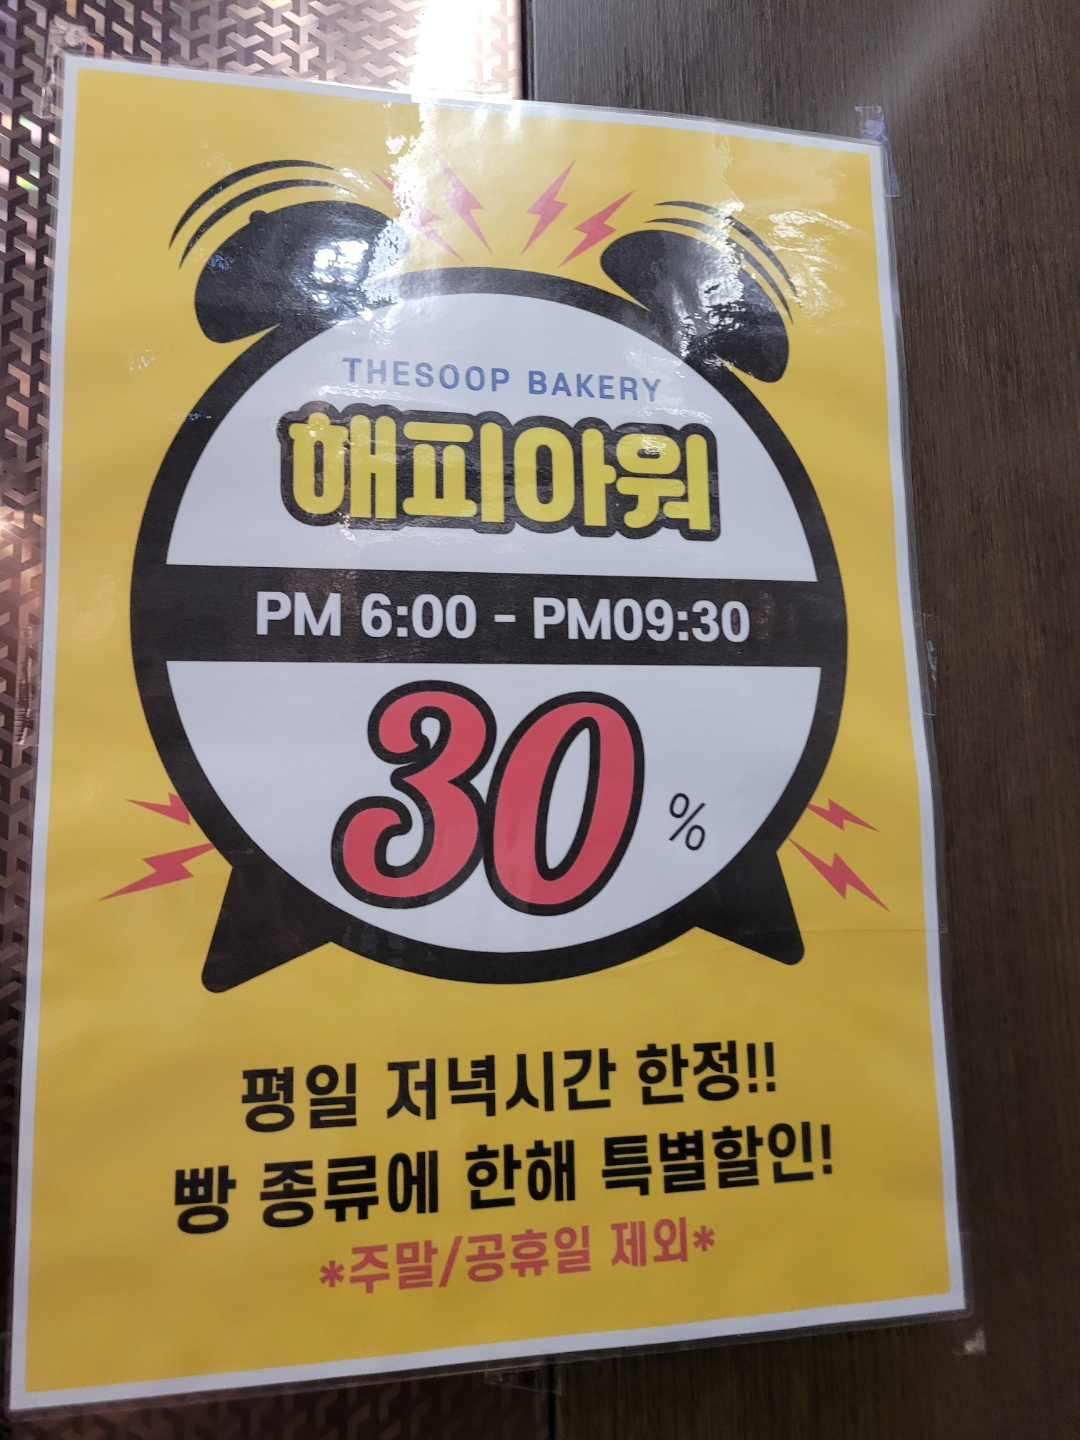 THESOOP BAKERY
해피아워
PM 6:00 - PM09:30
30 %
평일 저녁시간 한정!!
빵 종류에 한해 특별할인!
*주말/공휴일 제외*